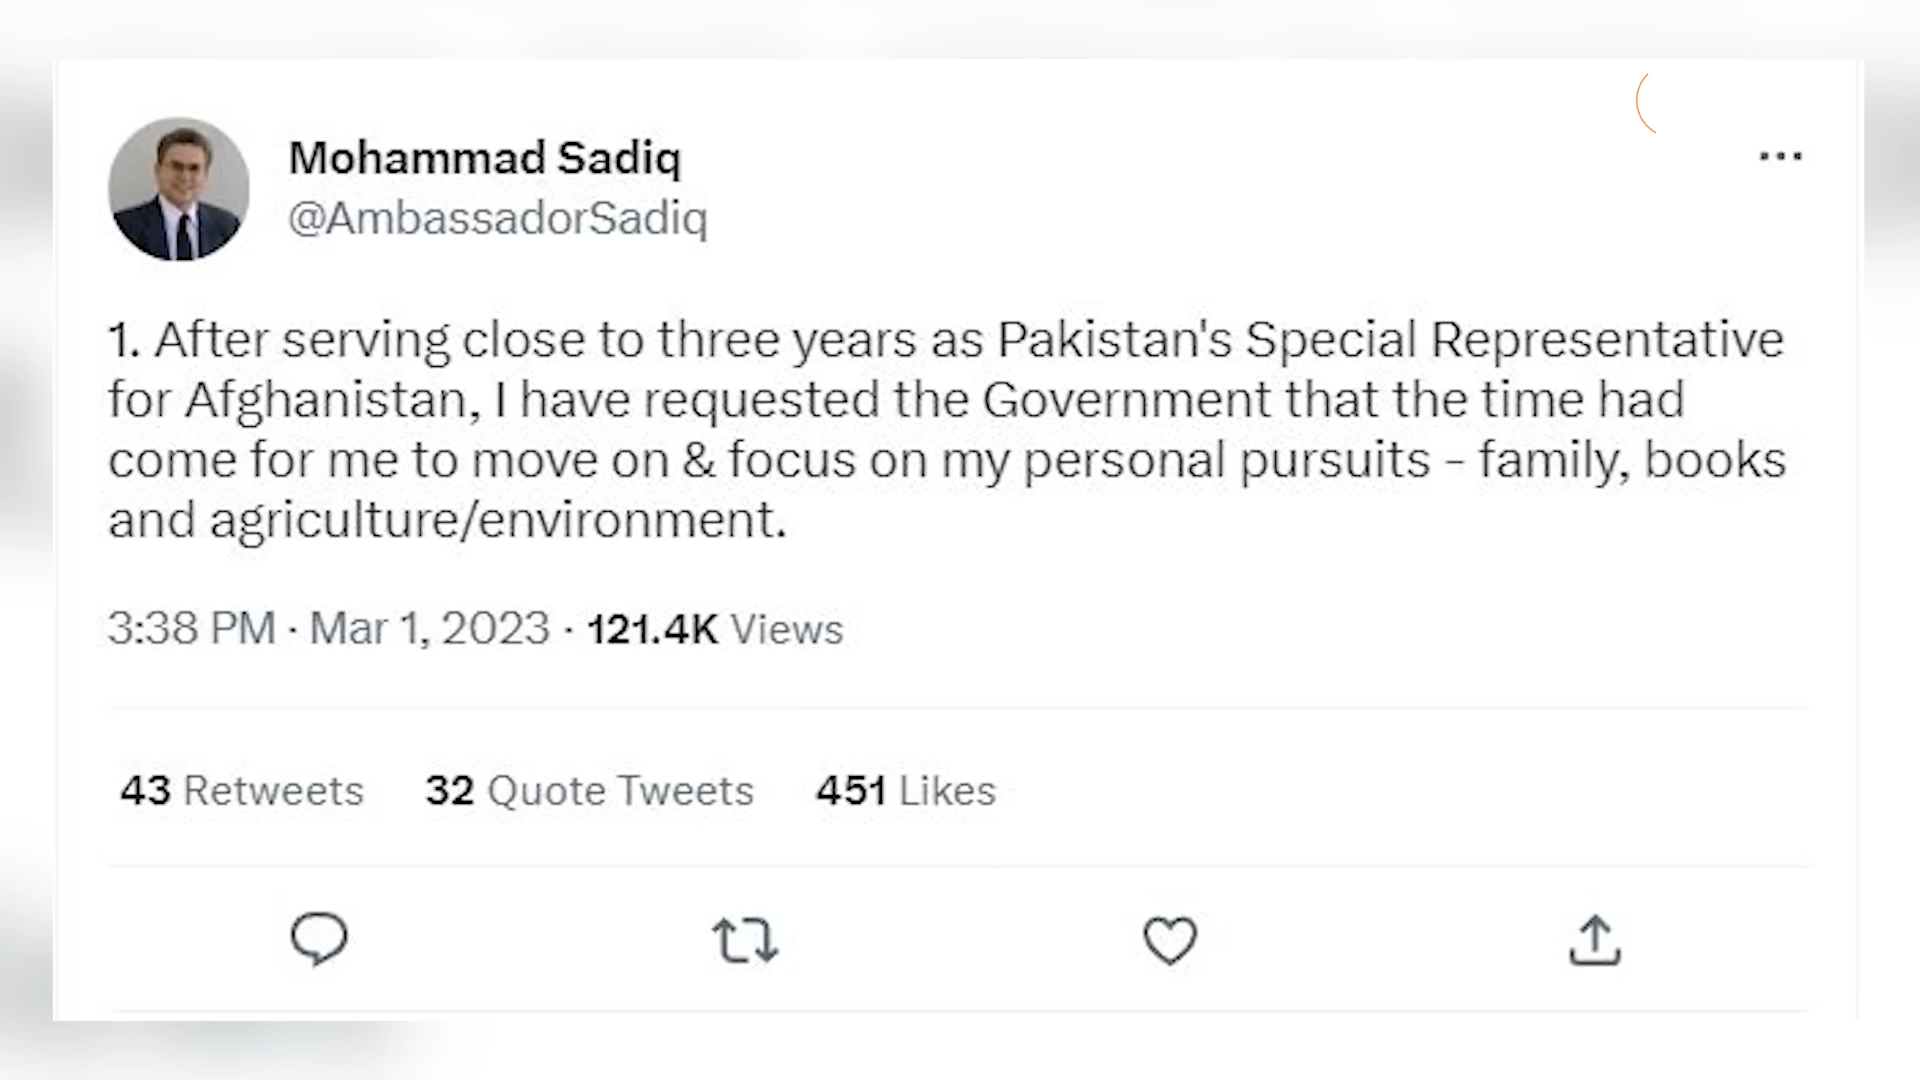 Mohammad Sadiq
@AmbassadorSadiq
1. After serving close to three years as Pakistan's Special Representative
for Afghanistan, I have requested the Government that the time had
come for me to move on & focus on my personal pursuits – family, books
and agriculture/environment.
3:38 PM · Mar 1, 2023 · 121.4K Views
43 Retweets 32 Quote Tweets 451 Likes